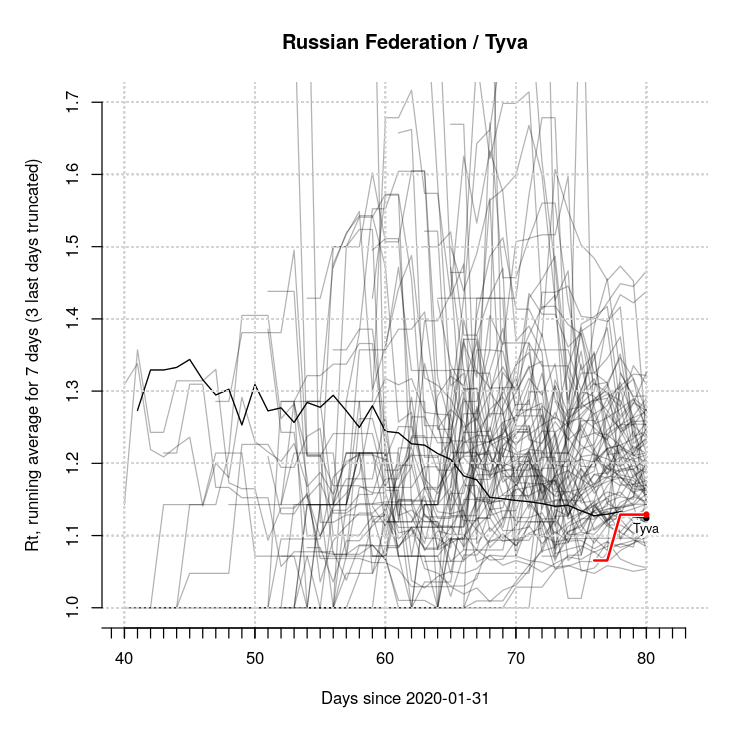 Russian Federation / Tyva
Rt, running average for 7 days (3 last days truncated)
1.7
1.6
1.5
1.4
1.3
1.2
1.1
1.0
Tyva
40 50 60 70 80
Days since 2020-01-31